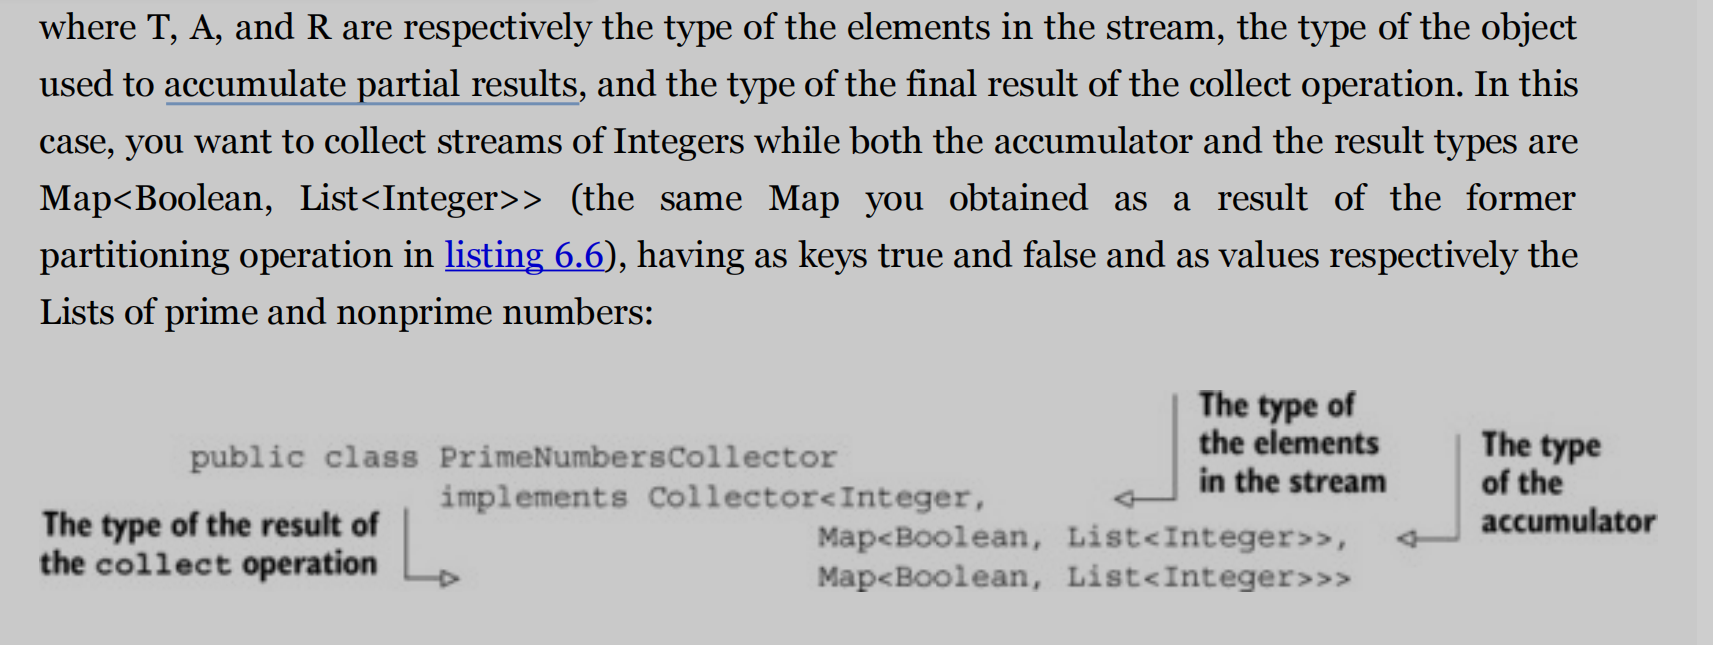 where T, A, and R are respectively the type of the elements in the stream, the type of the object
used to accumulate partial results, and the type of the final result of the collect operation. In this
case, you want to collect streams of Integers while both the accumulator and the result types are
Map<Boolean, List<Integer>> (the same Map you obtained as a result of the former
partitioning operation in listing 6.6), having as keys true and false and as values respectively the
Lists of prime and nonprime numbers:
public class PrimeNumbersCollector
implements Collector<Integer,
Map<Boolean, List<Integer>>,
Map<Boolean, List<Integer>>>
The type of
the elements
in the stream
The type
of the
accumulator
The type of the result of
the collect operation